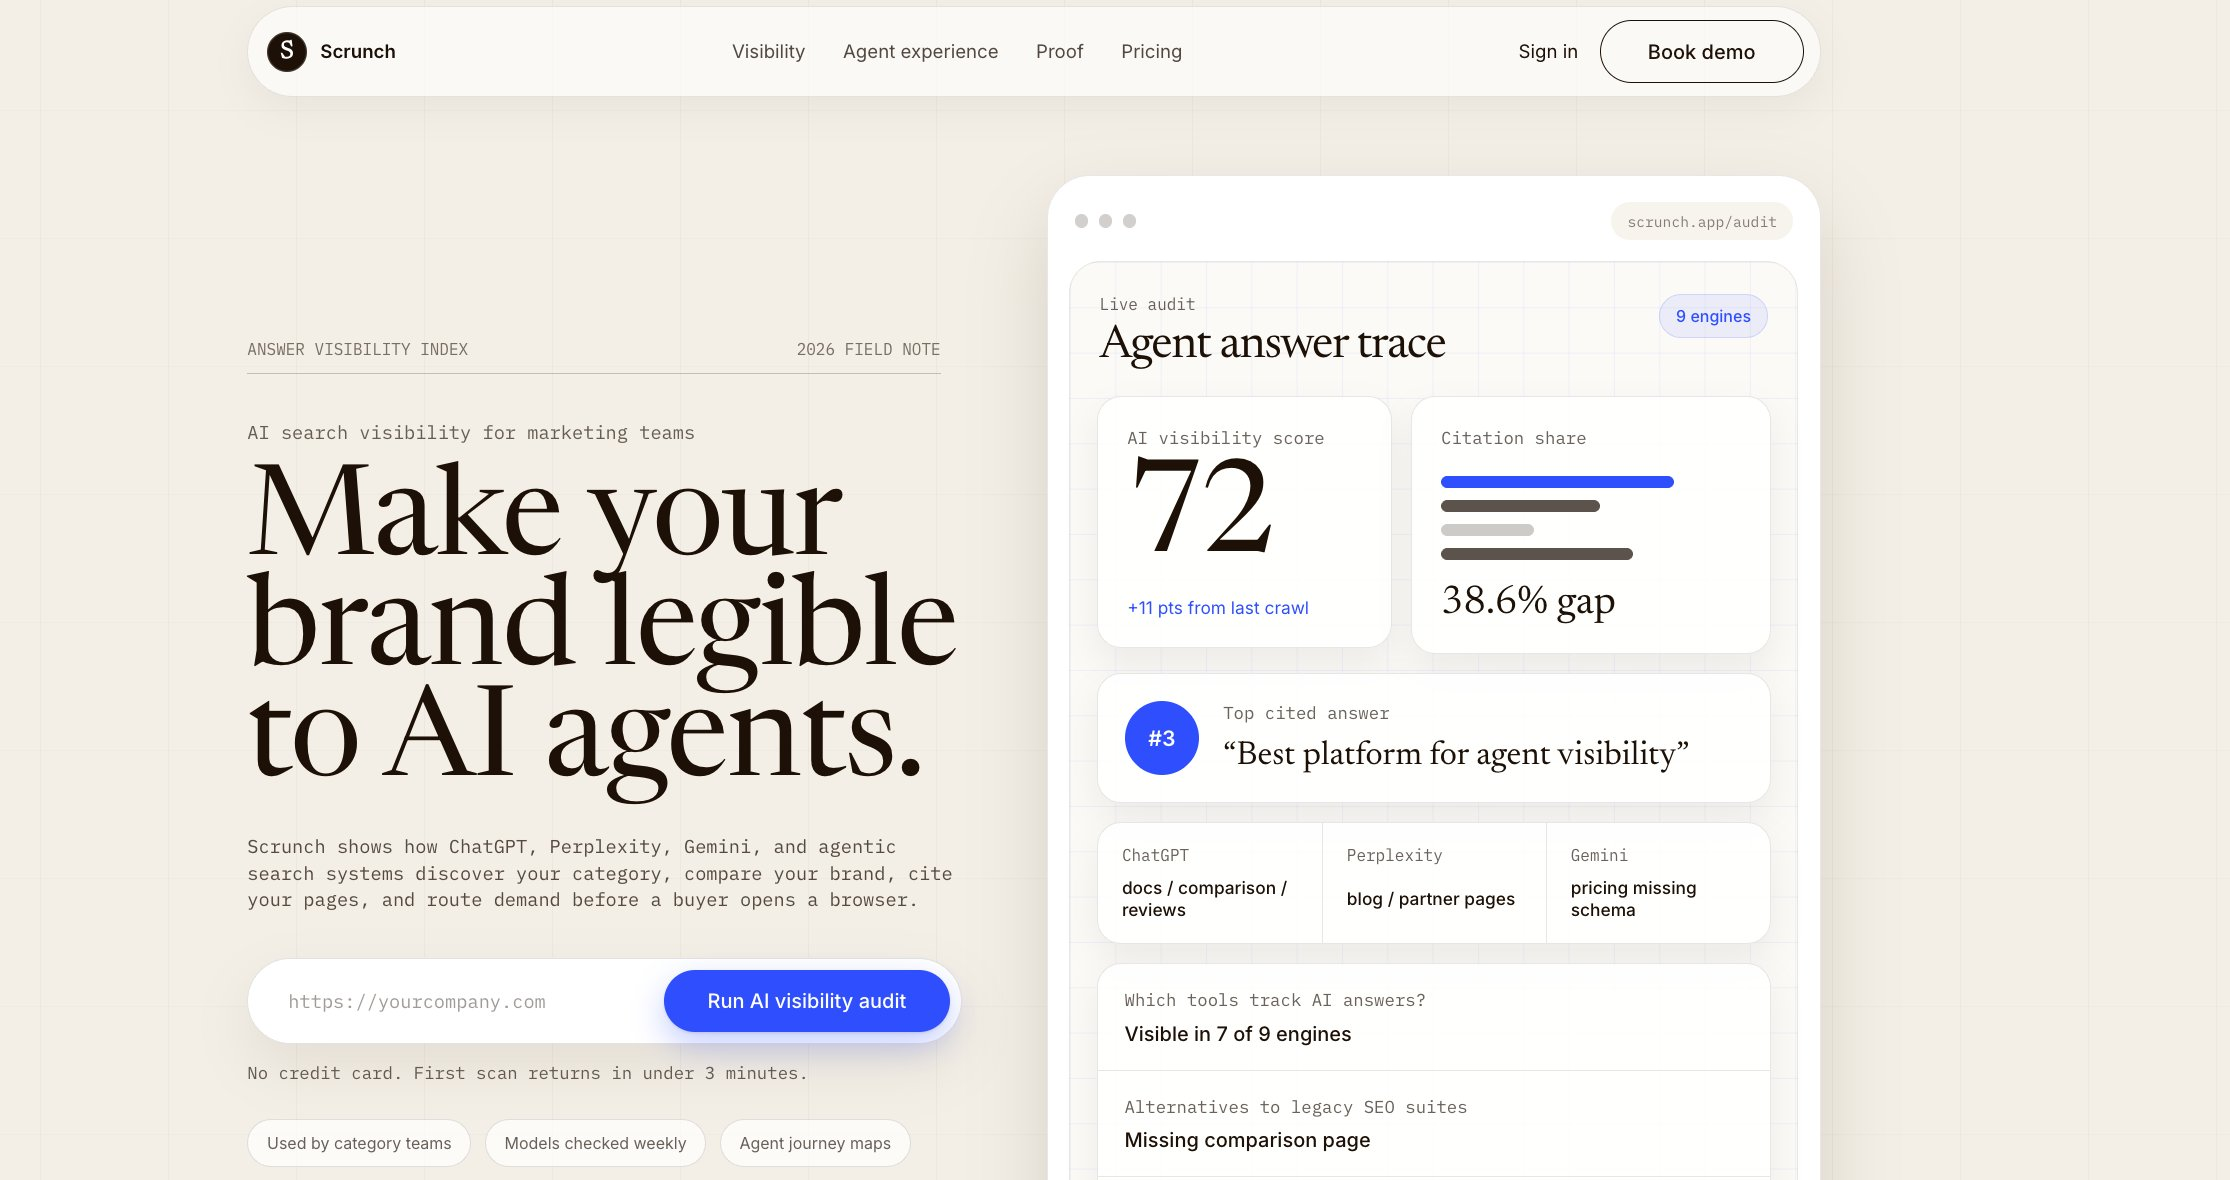 S Scrunch
Visibility Agent experience Proof Pricing
Sign in Book demo
ANSWER VISIBILITY INDEX 2026 FIELD NOTE
AI search visibility for marketing teams
Make your
brand legible
to AI agents.
Scrunch shows how ChatGPT, Perplexity, Gemini, and agentic
search systems discover your category, compare your brand, cite
your pages, and route demand before a buyer opens a browser.
https://yourcompany.com Run AI visibility audit
No credit card. First scan returns in under 3 minutes.
Used by category teams Models checked weekly Agent journey maps
scrunch.app/audit
Live audit
Agent answer trace
9 engines
AI visibility score
72
+11 pts from last crawl
Citation share
38.6% gap
#3
Top cited answer
“Best platform for agent visibility”
ChatGPT
docs / comparison /
reviews
Perplexity
blog / partner pages
Gemini
pricing missing
schema
Which tools track AI answers?
Visible in 7 of 9 engines
Alternatives to legacy SEO suites
Missing comparison page